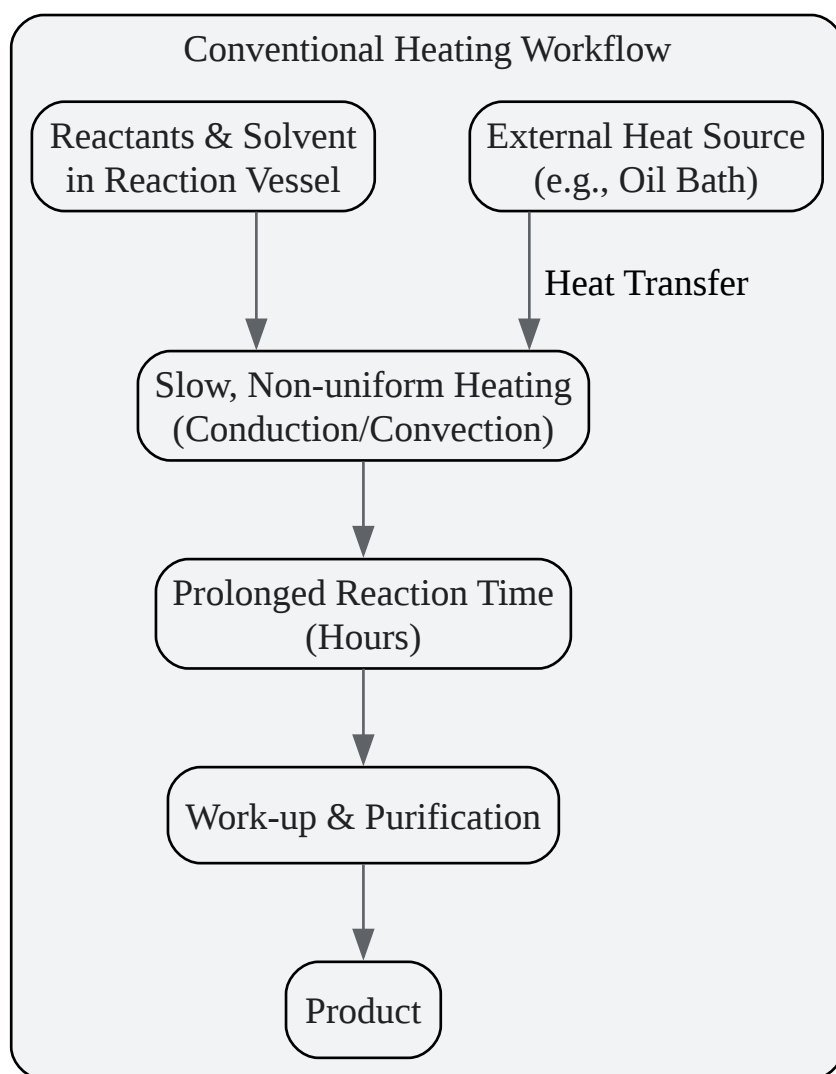 Conventional Heating Workflow
Reactants & Solvent
in Reaction Vessel
External Heat Source
(e.g., Oil Bath)
Heat Transfer
Slow, Non-uniform Heating
(Conduction/Convection)
Prolonged Reaction Time
(Hours)
Work-up & Purification
Product